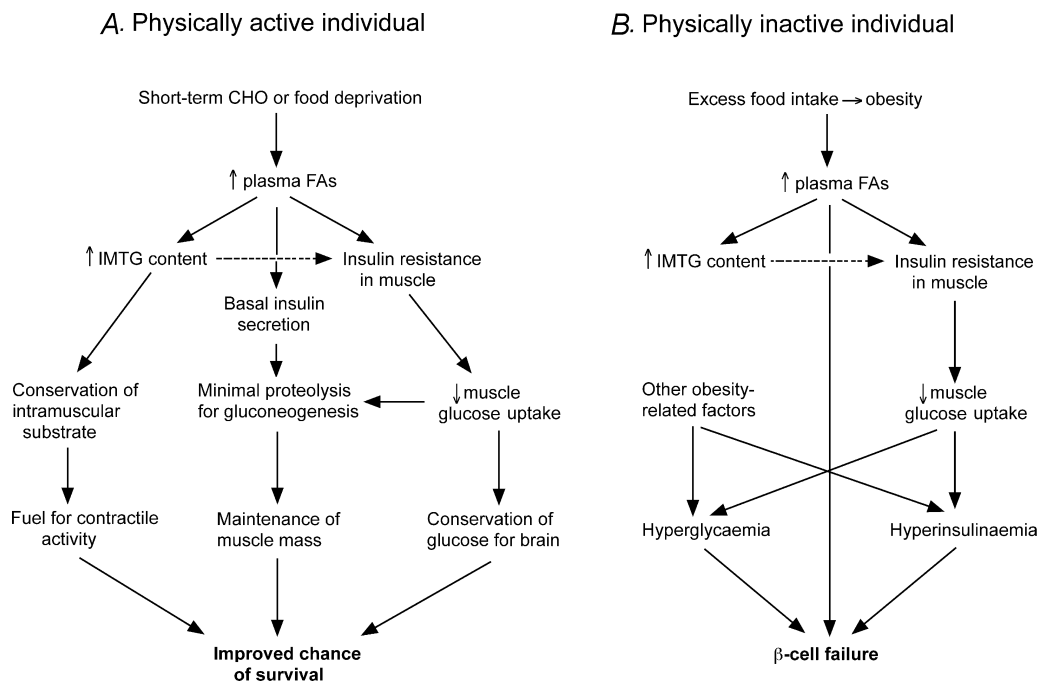 A. Physically active individual
Short-term CHO or food deprivation
↑ plasma FAs
↑ IMTG content
Insulin resistance
in muscle
Basal insulin
secretion
Conservation of
intramuscular
substrate
Minimal proteolysis
for gluconeogenesis
↓ muscle
glucose uptake
Fuel for contractile
activity
Maintenance of
muscle mass
Conservation of
glucose for brain
Improved chance
of survival
B. Physically inactive individual
Excess food intake → obesity
↑ plasma FAs
↑ IMTG content
Insulin resistance
in muscle
Other obesity-
related factors
↓ muscle
glucose uptake
Hyperglycaemia
Hyperinsulinaemia
β-cell failure